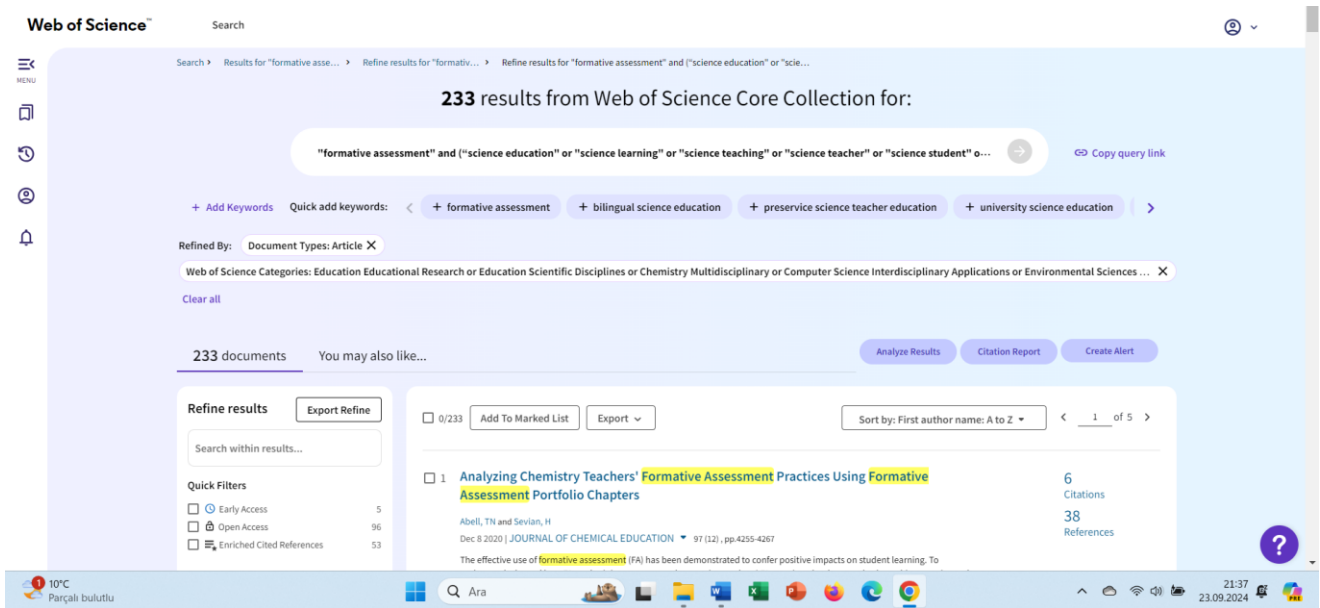 Web of Science™ Search
MENU
Search > Results for "formative asse... > Refine results for "formativ... > Refine results for "formative assessment" and ("science education" or "scie...
233 results from Web of Science Core Collection for:
"formative assessment" and ("science education" or "science learning" or "science teaching" or "science teacher" or "science student" o...
Copy query link
+ Add Keywords Quick add keywords: + formative assessment + bilingual science education + preservice science teacher education + university science education
Refined By: Document Types: Article
Web of Science Categories: Education Educational Research or Education Scientific Disciplines or Chemistry Multidisciplinary or Computer Science Interdisciplinary Applications or Environmental Sciences ...
Clear all
233 documents You may also like...
Analyze Results Citation Report Create Alert
Refine results Export Refine
Search within results...
Quick Filters
Early Access 5
Open Access 96
Enriched Cited References 53
0/233 Add To Marked List Export Sort by: First author name: A to Z < 1 of 5 >
1 Analyzing Chemistry Teachers' Formative Assessment Practices Using Formative
Assessment Portfolio Chapters
Abell, TN and Sevian, H
Dec 8 2020 | JOURNAL OF CHEMICAL EDUCATION 97 (12) , pp.4255-4267
The effective use of formative assessment (FA) has been demonstrated to confer positive impacts on student learning. To
6
Citations
38
References
?
1
10°C
Parçalı bulutlu
Ara
21:37
23.09.2024
PRE